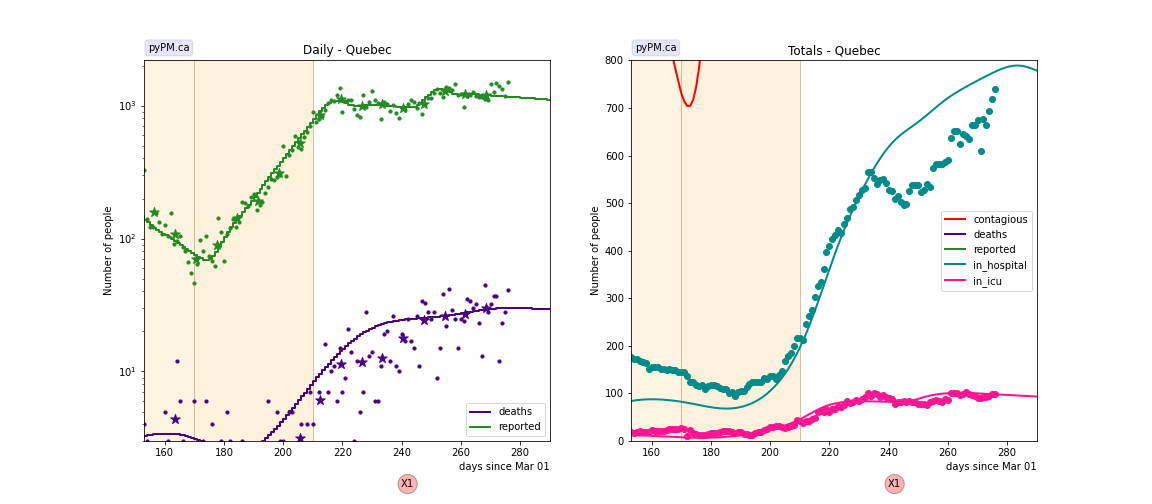 pyPM.ca
Daily - Quebec
Number of people
10³
10²
10¹
160 180 200 220 240 260 280
days since Mar 01
deaths
reported
X1
pyPM.ca
Totals - Quebec
Number of people
800
700
600
500
400
300
200
100
0
160 180 200 220 240 260 280
days since Mar 01
contagious
deaths
reported
in_hospital
in_icu
X1